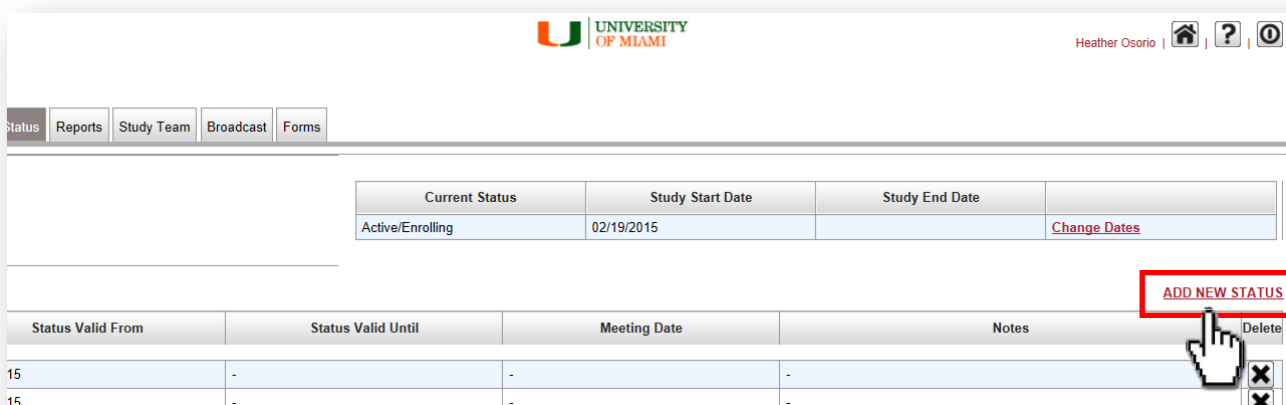 UNIVERSITY
OF MIAMI
Heather Osorio | | ? |
Status Reports Study Team Broadcast Forms
Current Status Study Start Date Study End Date
Active/Enrolling 02/19/2015 Change Dates
ADD NEW STATUS
Status Valid From Status Valid Until Meeting Date Notes Delete
15 - - -
15 - - -